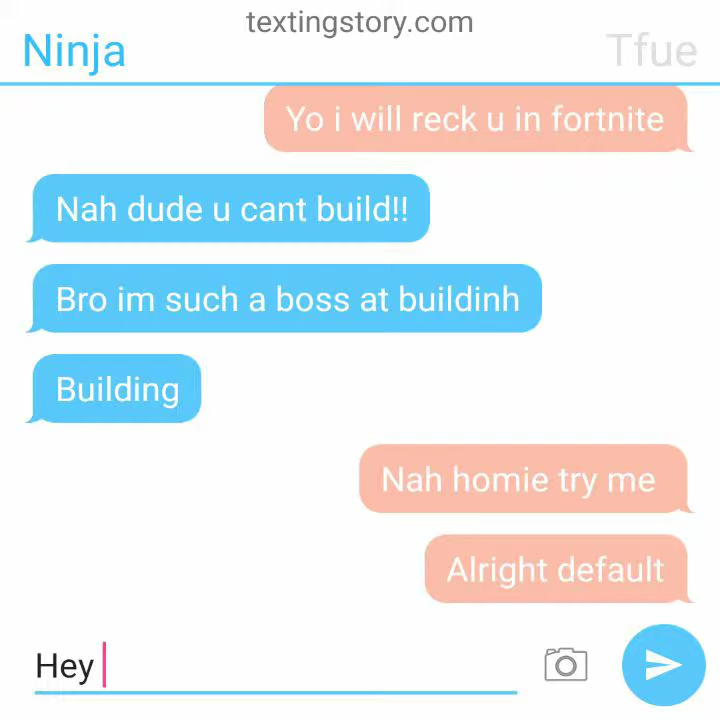 textingstory.com
Ninja
Tfue
Yo i will reck u in fortnite
Nah dude u cant build!!
Bro im such a boss at buildinh
Building
Nah homie try me
Alright default
Hey